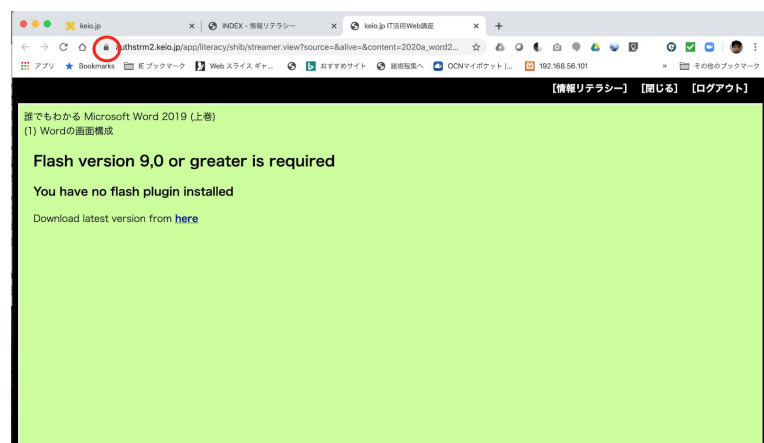 keio.jp
INDEX - 情報リテラシー
keio.jp IT活用Web講座
uthstrm2.keio.jp/app/literacy/shib/streamer.view?source=&alive=&content=2020a_word2...
アプリ
Bookmarks
IE ブックマーク
Web スライス ギャ...
おすすめサイト
OCNマイポケット |...
192.168.56.101
»
その他のブックマーク
[情報リテラシー] [閉じる] [ログアウト]
誰でもわかる Microsoft Word 2019 (上巻)
(1) Wordの画面構成
Flash version 9,0 or greater is required
You have no flash plugin installed
Download latest version from here